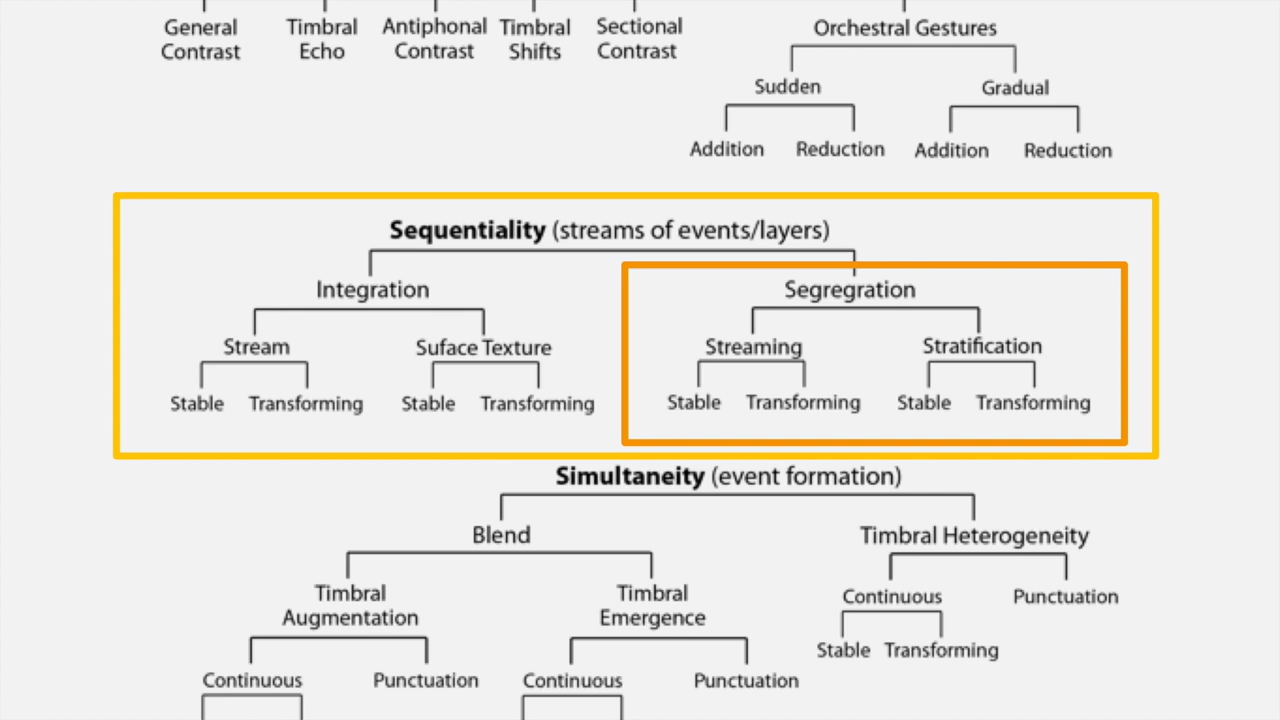 General Contrast
Timbral Echo
Antiphonal Contrast
Timbral Shifts
Sectional Contrast
Orchestral Gestures
Sudden
Gradual
Addition
Reduction
Addition
Reduction
Sequentiality (streams of events/layers)
Integration
Segregration
Stream
Suface Texture
Streaming
Stratification
Stable
Transforming
Stable
Transforming
Stable
Transforming
Stable
Transforming
Simultaneity (event formation)
Blend
Timbral Heterogeneity
Timbral Augmentation
Timbral Emergence
Continuous
Punctuation
Stable
Transforming
Continuous
Punctuation
Continuous
Punctuation